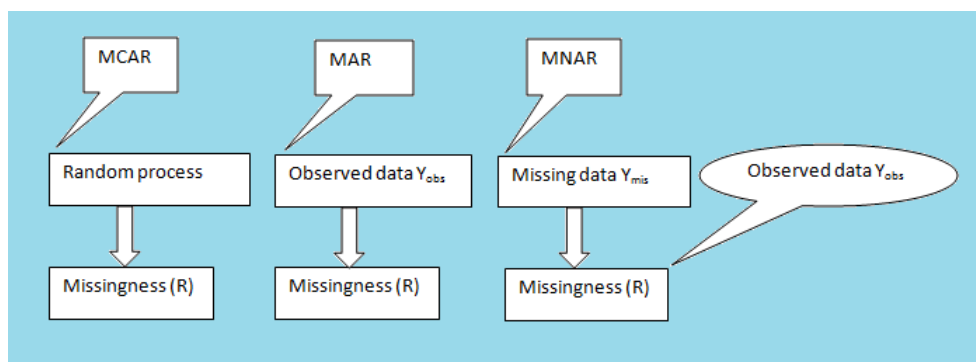 MCAR
MAR
MNAR
Random process
Observed data Yobs
Missing data Ymis
Observed data Yobs
Missingness (R)
Missingness (R)
Missingness (R)